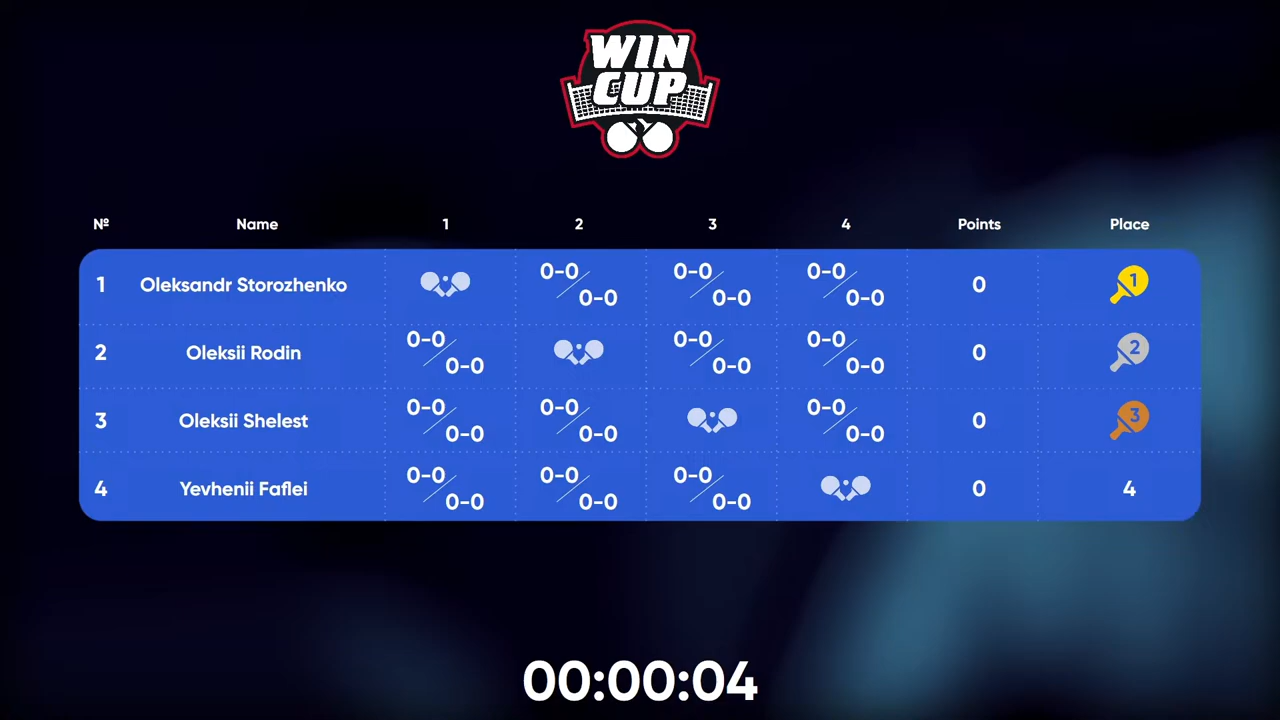 WIN
CUP
№ Name 1 2 3 4 Points Place
1 Oleksandr Storozhenko 0-0 0-0 0-0 0-0 0-0 0-0 0 1
2 Oleksii Rodin 0-0 0-0 0-0 0-0 0-0 0-0 0 2
3 Oleksii Shelest 0-0 0-0 0-0 0-0 0-0 0-0 0 3
4 Yevhenii Faflei 0-0 0-0 0-0 0-0 0-0 0-0 0 4
00:00:04